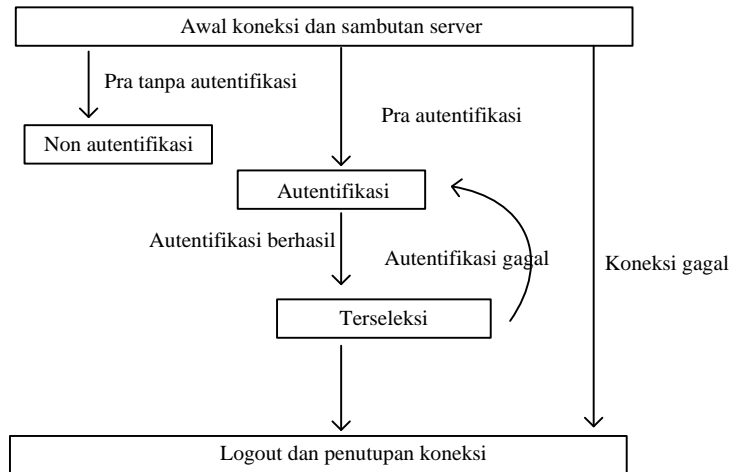 Awal koneksi dan sambutan server
Pra tanpa autentifikasi
Pra autentifikasi
Non autentifikasi
Autentifikasi
Autentifikasi berhasil
Autentifikasi gagal
Koneksi gagal
Terseleksi
Logout dan penutupan koneksi